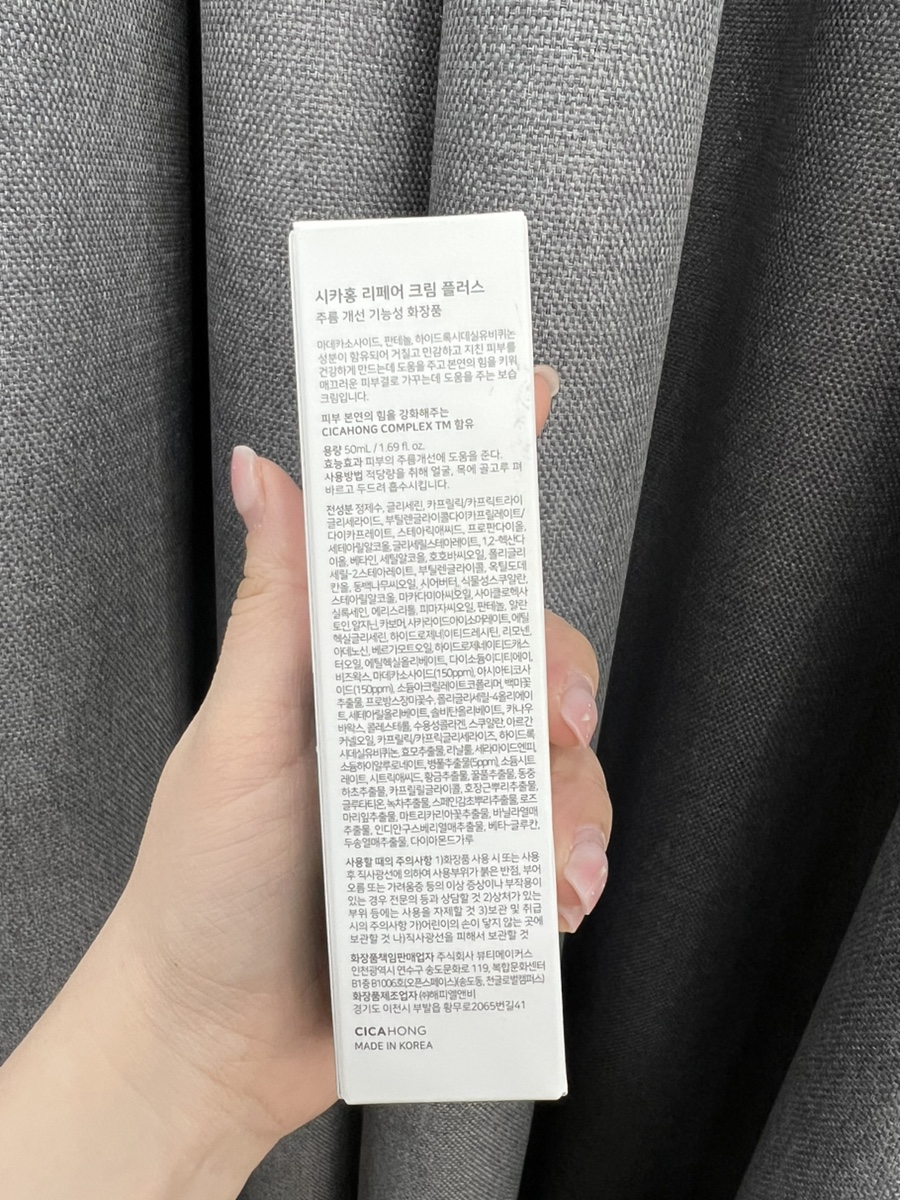 시카홍 리페어 크림 플러스
주름 개선 기능성 화장품
마데카소사이드, 판테놀, 하이드록시데실유비퀴논
성분이 함유되어 거칠고 민감하고 지친 피부를
건강하게 만드는데 도움을 주고 본연의 힘을 키워
매끄러운 피부결로 가꾸는데 도움을 주는 보습
크림입니다.
피부 본연의 힘을 강화해주는
CICAHONG COMPLEX TM 함유
용량 50mL / 1.69 fl. oz.
효능효과 피부의 주름개선에 도움을 준다.
사용방법 적당량을 취해 얼굴, 목에 골고루 펴
바르고 두드려 흡수시킵니다.
전성분 정제수, 글리세린, 카프릴릭/카프릭트라이
글리세라이드, 부틸렌글라이콜다이카프릴레이트/
다이카프레이트, 스테아릭애씨드, 프로판다이올,
세테아릴알코올, 글리세릴스테아레이트, 1,2-헥산다
이올, 베타인, 세틸알코올, 호호바씨오일, 폴리글리
세릴-2스테아레이트, 부틸렌글라이콜, 옥틸도데
칸올, 동백나무씨오일, 시어버터, 식물성스쿠알란,
스테아릴알코올, 마카다미아씨오일, 사이클로헥사
실록세인, 에리스리톨, 피마자씨오일, 판테놀, 알란
토인, 알지닌, 카보머, 사카라이드아이소머레이트, 에틸
헥실글리세린, 하이드로제네이티드레시틴, 리모넨,
아데노신, 베르가모트오일, 하이드로제네이티드캐스
터오일, 에틸헥실올리베이트, 다이소듐이디티에이,
비즈왁스, 마데카소사이드(150ppm), 아시아티코사
이드(150ppm), 소듐아크릴레이트코폴리머, 백마꽃
추출물, 프로방스장미꽃수, 폴리글리세릴-4올리에이
트, 세테아릴올리베이트, 솔비탄올리베이트, 카나우
바왁스, 콜레스테롤, 수용성콜라겐, 스쿠알란, 아르간
커넬오일, 카프릴릭/카프릭글리세라이즈, 하이드록
시데실유비퀴논, 효모추출물, 리날룰, 세라마이드엔피,
소듐하이알루로네이트, 병풀추출물(5ppm), 소듐시트
레이트, 시트릭애씨드, 황금추출물, 꿀풀추출물, 동충
하초추출물, 카프릴릴글라이콜, 호장근뿌리추출물,
글루타티온, 녹차추출물, 스페인감초뿌리추출물, 로즈
마리잎추출물, 마트리카리아꽃추출물, 바닐라열매
추출물, 인디안구스베리열매추출물, 베타-글루칸,
두송열매추출물, 다이아몬드가루
사용할 때의 주의사항 1)화장품 사용 시 또는 사용
후 직사광선에 의하여 사용부위가 붉은 반점, 부어
오름 또는 가려움증 등의 이상 증상이나 부작용이
있는 경우 전문의 등과 상담할 것 2)상처가 있는
부위 등에는 사용을 자제할 것 3)보관 및 취급
시의 주의사항 가)어린이의 손이 닿지 않는 곳에
보관할 것 나)직사광선을 피해서 보관할 것
화장품책임판매업자 주식회사 뷰티메이커스
인천광역시 연수구 송도문화로 119, 복합문화센터
B1층 B1006호(오픈스페이스)(송도동, 천글로벌캠퍼스)
화장품제조업자 ㈜해피엘앤비
경기도 이천시 부발읍 황무로2065번길41
CICAHONG
MADE IN KOREA